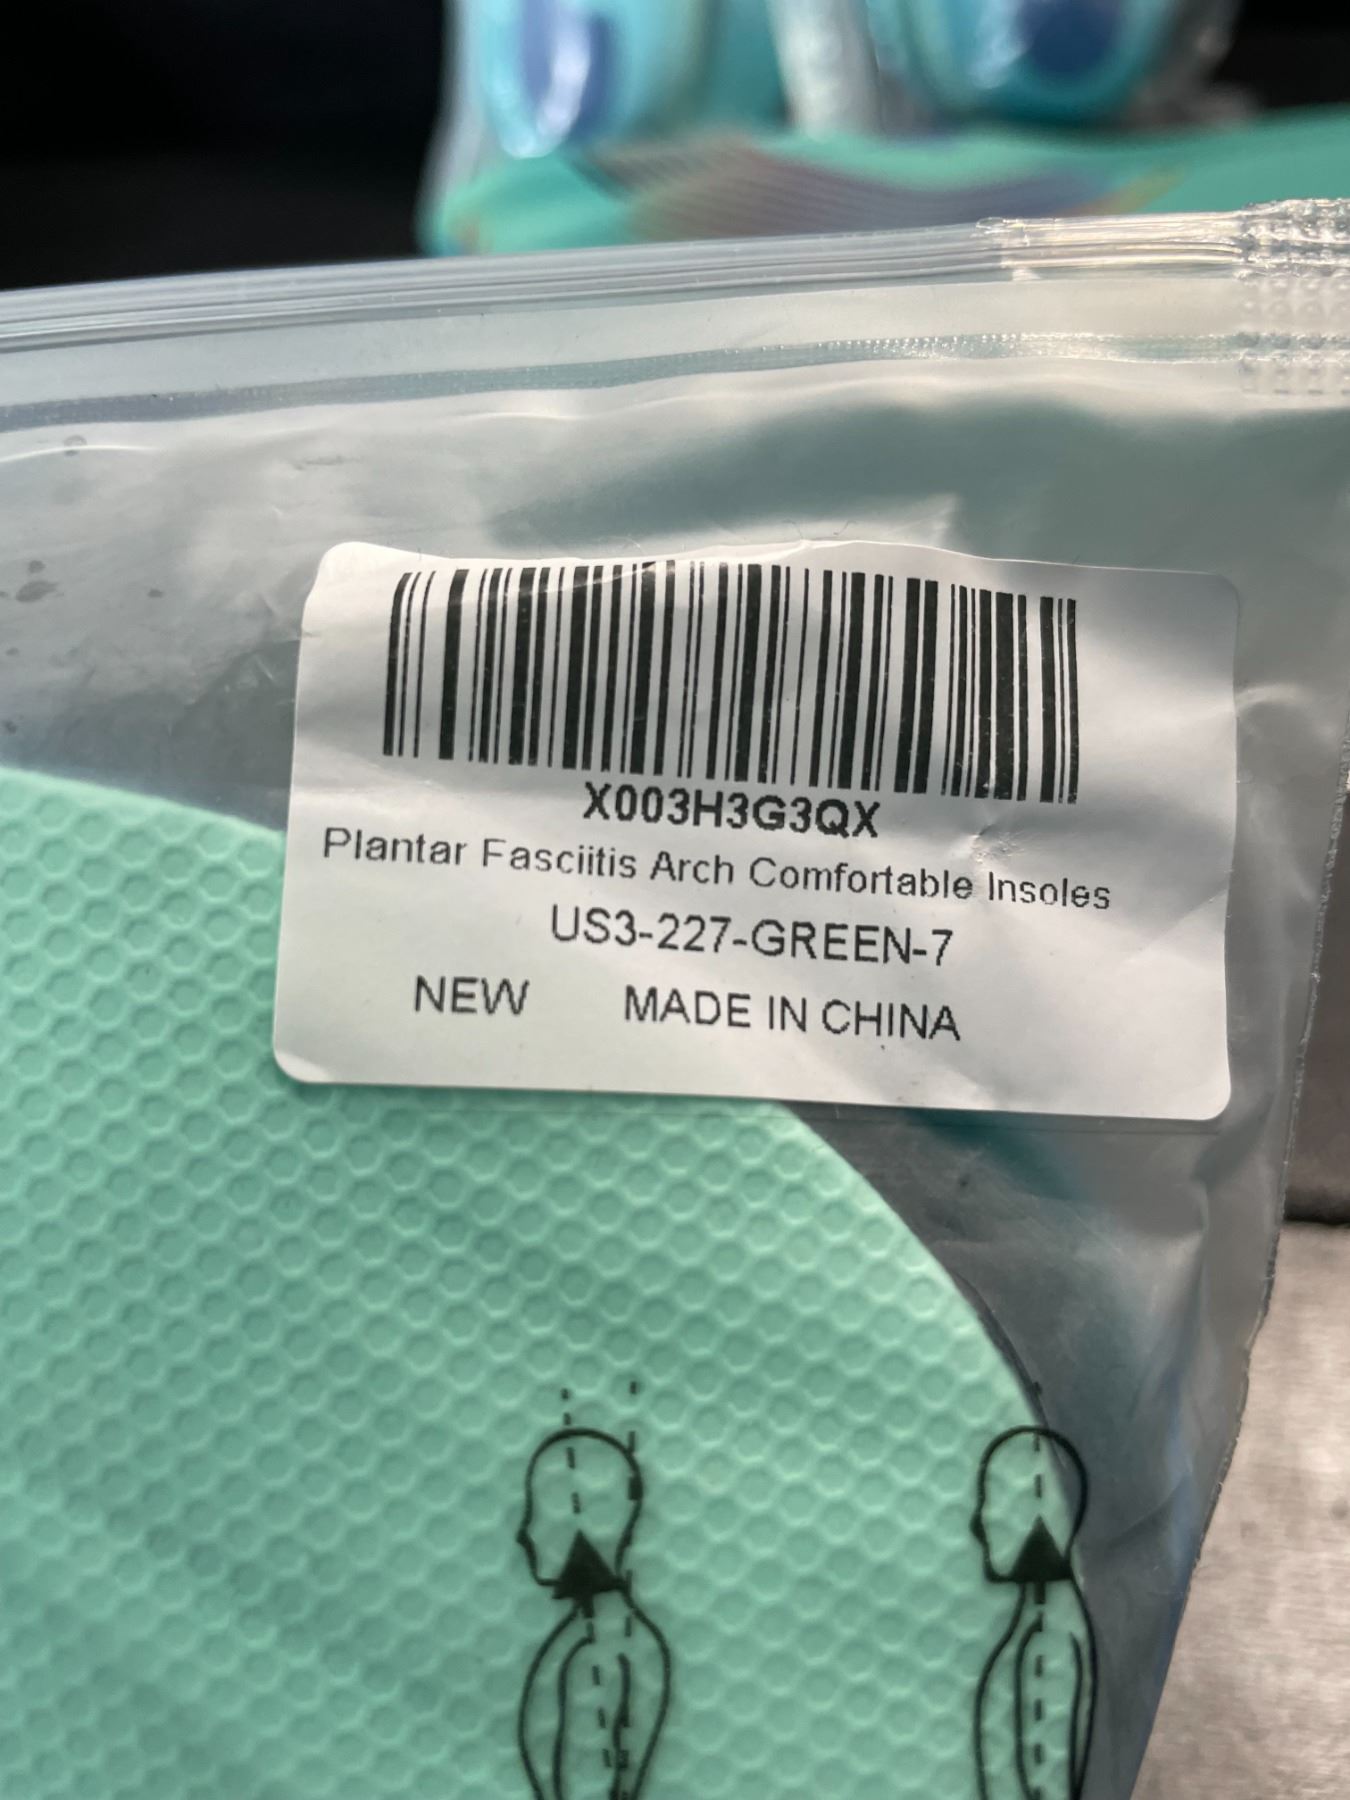 X003H3G3QX
Plantar Fasciitis Arch Comfortable Insoles
US3-227-GREEN-7
NEW MADE IN CHINA